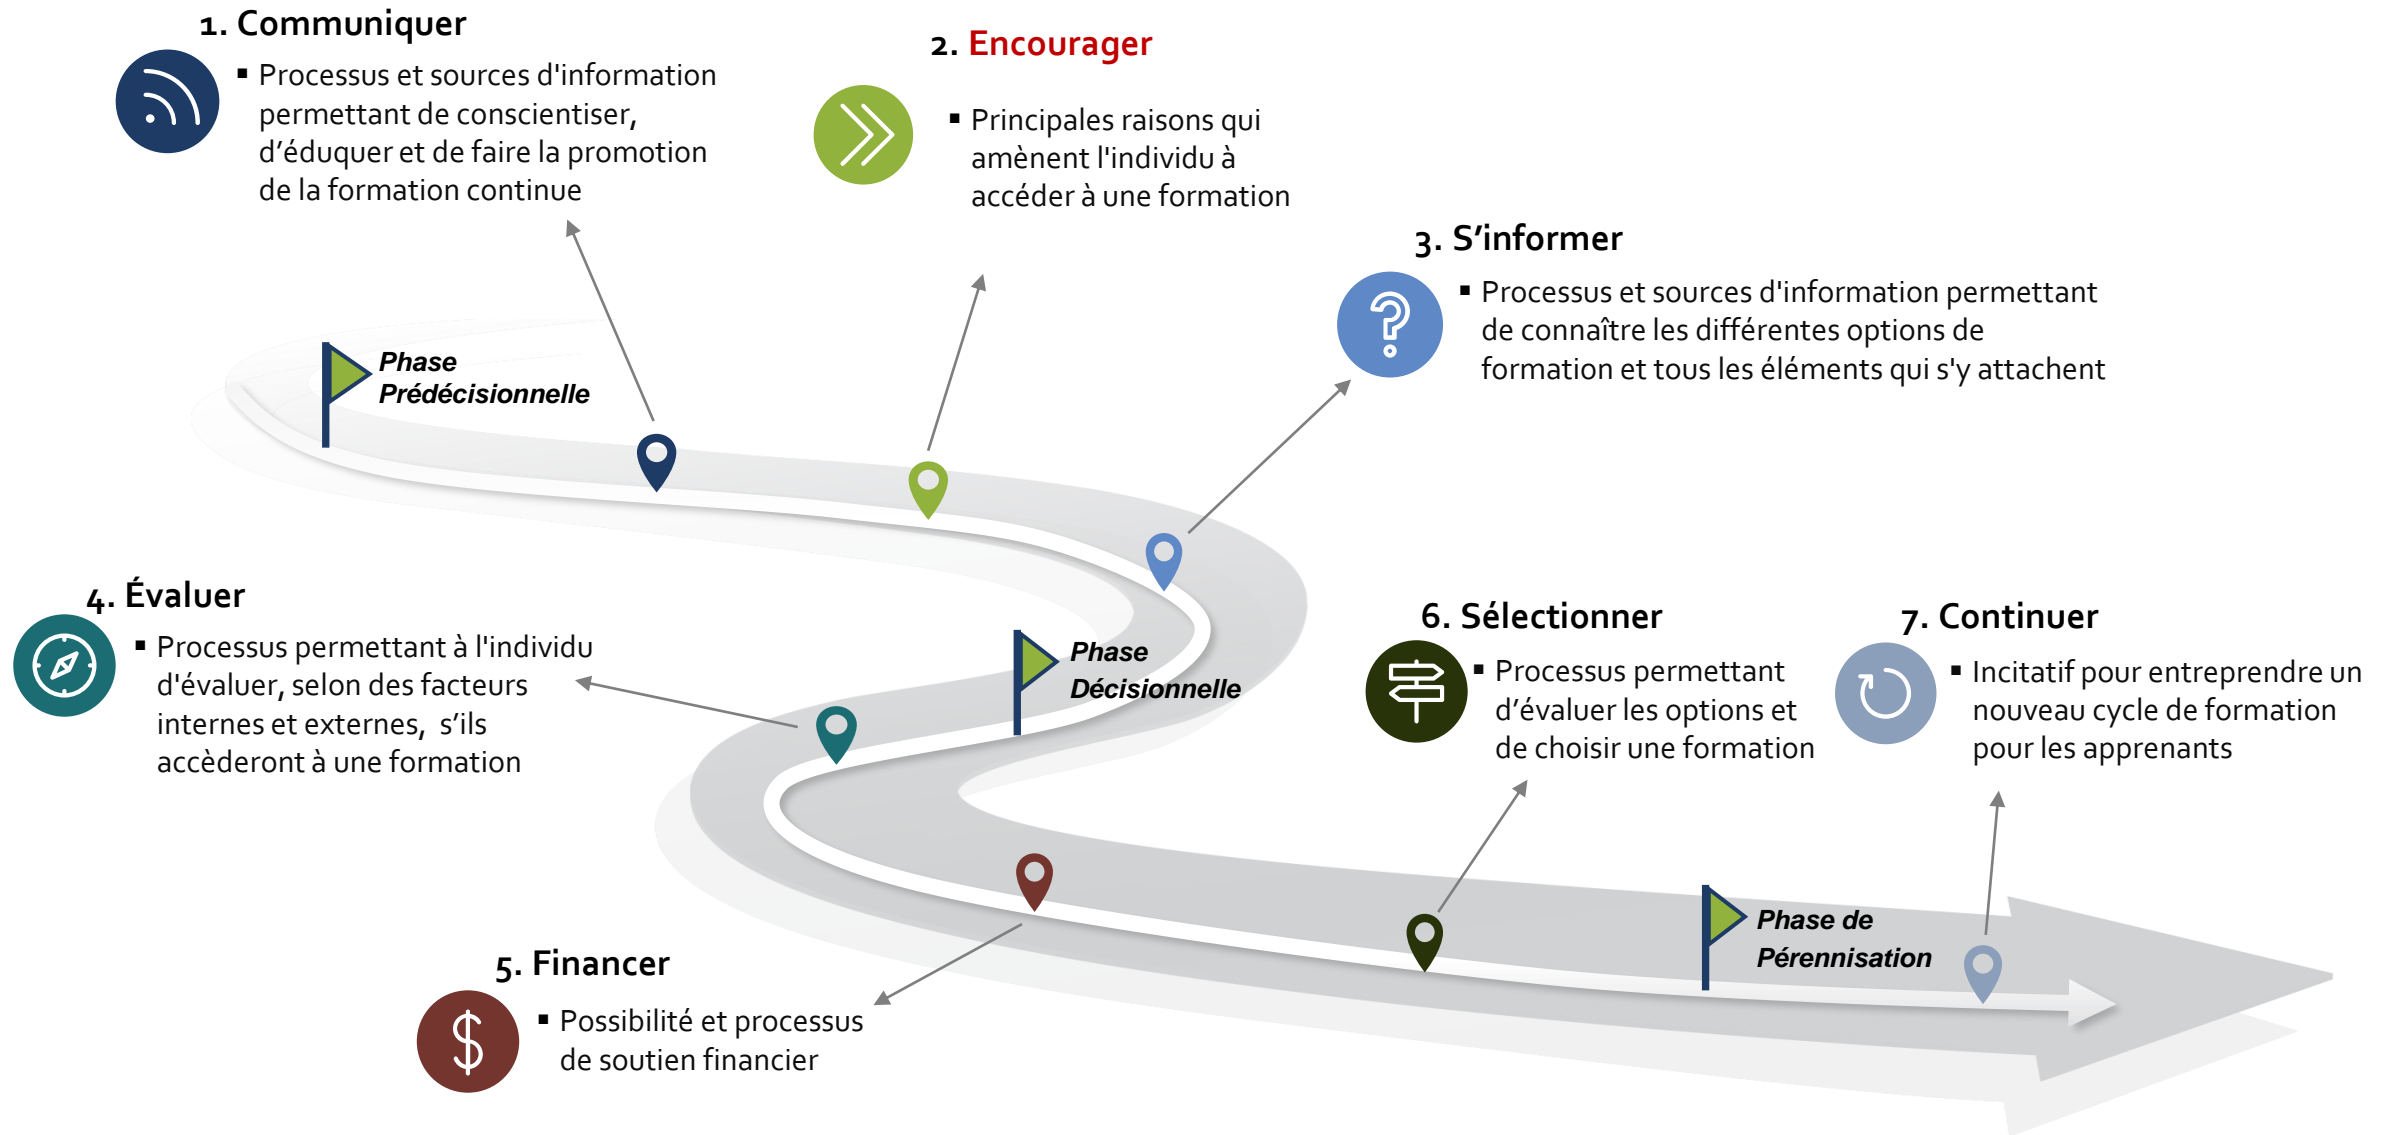 1. Communiquer
▪ Processus et sources d'information
permettant de conscientiser,
d’éduquer et de faire la promotion
de la formation continue
2. Encourager
▪ Principales raisons qui
amènent l'individu à
accéder à une formation
3. S’informer
▪ Processus et sources d'information permettant
de connaître les différentes options de
formation et tous les éléments qui s'y attachent
Phase
Prédécisionnelle
4. Évaluer
▪ Processus permettant à l'individu
d'évaluer, selon des facteurs
internes et externes, s’ils
accèderont à une formation
Phase
Décisionnelle
5. Financer
▪ Possibilité et processus
de soutien financier
6. Sélectionner
▪ Processus permettant
d’évaluer les options et
de choisir une formation
7. Continuer
▪ Incitatif pour entreprendre un
nouveau cycle de formation
pour les apprenants
Phase de
Pérennisation